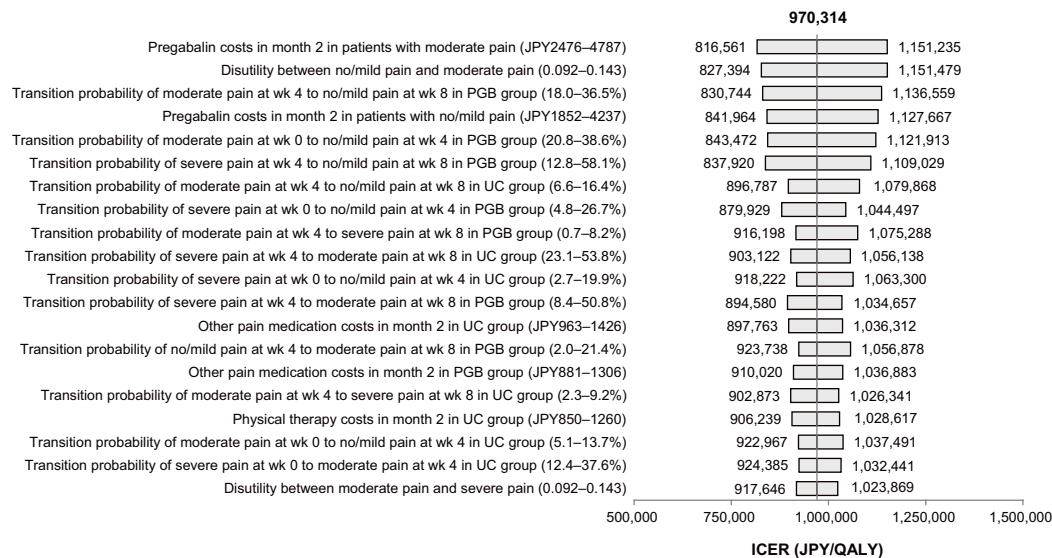 970,314
Pregabalin costs in month 2 in patients with moderate pain (JPY2476–4787) 816,561 1,151,235
Disutility between no/mild pain and moderate pain (0.092–0.143) 827,394 1,151,479
Transition probability of moderate pain at wk 4 to no/mild pain at wk 8 in PGB group (18.0–36.5%) 830,744 1,136,559
Pregabalin costs in month 2 in patients with no/mild pain (JPY1852–4237) 841,964 1,127,667
Transition probability of moderate pain at wk 0 to no/mild pain at wk 4 in PGB group (20.8–38.6%) 843,472 1,121,913
Transition probability of severe pain at wk 4 to no/mild pain at wk 8 in PGB group (12.8–58.1%) 837,920 1,109,029
Transition probability of moderate pain at wk 4 to no/mild pain at wk 8 in UC group (6.6–16.4%) 896,787 1,079,868
Transition probability of severe pain at wk 0 to no/mild pain at wk 4 in PGB group (4.8–26.7%) 879,929 1,044,497
Transition probability of moderate pain at wk 4 to severe pain at wk 8 in PGB group (0.7–8.2%) 916,198 1,075,288
Transition probability of severe pain at wk 4 to moderate pain at wk 8 in UC group (23.1–53.8%) 903,122 1,056,138
Transition probability of severe pain at wk 0 to no/mild pain at wk 4 in UC group (2.7–19.9%) 918,222 1,063,300
Transition probability of severe pain at wk 4 to moderate pain at wk 8 in PGB group (8.4–50.8%) 894,580 1,034,657
Other pain medication costs in month 2 in UC group (JPY963–1426) 897,763 1,036,312
Transition probability of no/mild pain at wk 4 to moderate pain at wk 8 in PGB group (2.0–21.4%) 923,738 1,056,878
Other pain medication costs in month 2 in PGB group (JPY881–1306) 910,020 1,036,883
Transition probability of moderate pain at wk 4 to severe pain at wk 8 in UC group (2.3–9.2%) 902,873 1,026,341
Physical therapy costs in month 2 in UC group (JPY850–1260) 906,239 1,028,617
Transition probability of moderate pain at wk 0 to no/mild pain at wk 4 in UC group (5.1–13.7%) 922,967 1,037,491
Transition probability of severe pain at wk 0 to moderate pain at wk 4 in UC group (12.4–37.6%) 924,385 1,032,441
Disutility between moderate pain and severe pain (0.092–0.143) 917,646 1,023,869
500,000 750,000 1,000,000 1,250,000 1,500,000
ICER (JPY/QALY)